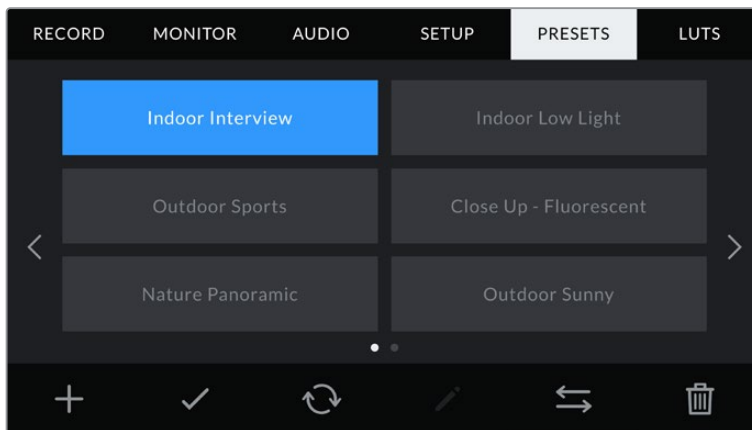 RECORD MONITOR AUDIO SETUP PRESETS LUTS
Indoor Interview Indoor Low Light
Outdoor Sports Close Up - Fluorescent
Nature Panoramic Outdoor Sunny